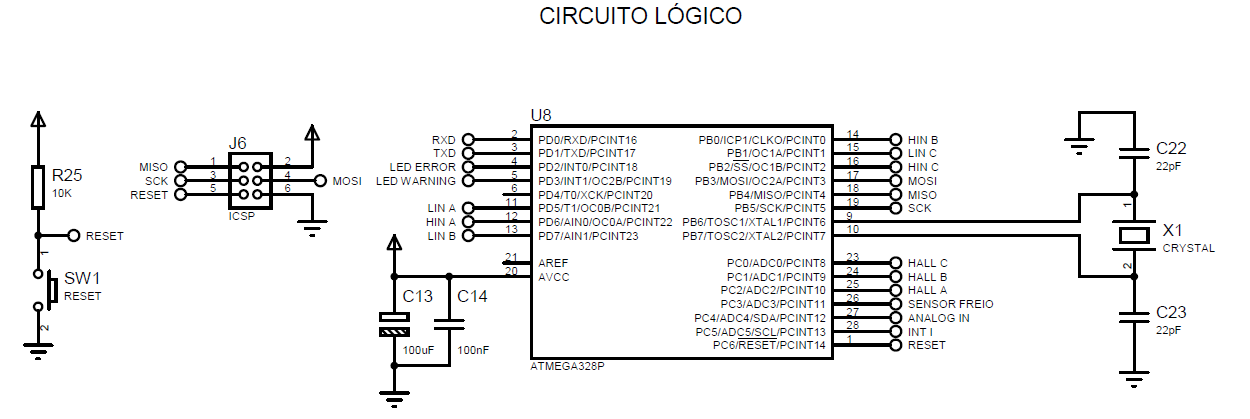 CIRCUITO LÓGICO
R25
10K
RESET
1
SW1
RESET
2
J6
MISO 1 2
SCK 3 4 MOSI
RESET 5 6
ICSP
U8
RXD 2 PD0/RXD/PCINT16
TXD 3 PD1/TXD/PCINT17
LED ERROR 4 PD2/INT0/PCINT18
LED WARNING 5 PD3/INT1/OC2B/PCINT19
6 PD4/T0/XCK/PCINT20
LIN A 11 PD5/T1/OC0B/PCINT21
HIN A 12 PD6/AIN0/OC0A/PCINT22
LIN B 13 PD7/AIN1/PCINT23
21 AREF
20 AVCC
PB0/ICP1/CLKO/PCINT0 14 HIN B
PB1/OC1A/PCINT1 15 LIN C
PB2/SS/OC1B/PCINT2 16 HIN C
PB3/MOSI/OC2A/PCINT3 17 MOSI
PB4/MISO/PCINT4 18 MISO
PB5/SCK/PCINT5 19 SCK
PB6/TOSC1/XTAL1/PCINT6 9
PB7/TOSC2/XTAL2/PCINT7 10
PC0/ADC0/PCINT8 23 HALL C
PC1/ADC1/PCINT9 24 HALL B
PC2/ADC2/PCINT10 25 HALL A
PC3/ADC3/PCINT11 26 SENSOR FREIO
PC4/ADC4/SDA/PCINT12 27 ANALOG IN
PC5/ADC5/SCL/PCINT13 28 INT I
PC6/RESET/PCINT14 1 RESET
ATMEGA328P
C13
100uF
C14
100nF
C22
22pF
1
X1
CRYSTAL
2
C23
22pF